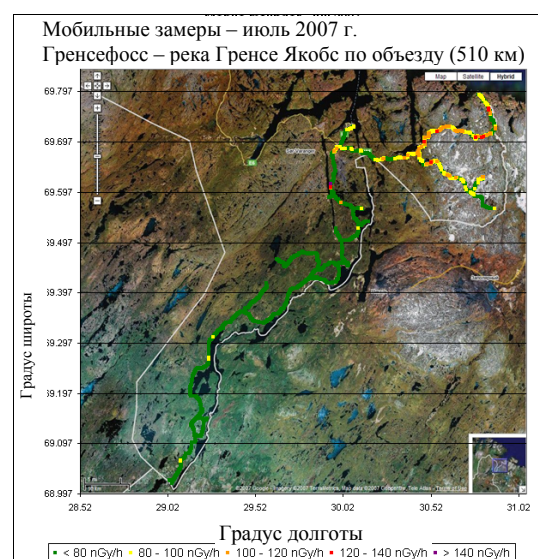 Мобильные замеры – июль 2007 г.
Гренсефосс – река Гренсе Якобс по объезду (510 км)
Map Satellite Hybrid
69.797
69.697
69.597
69.497
69.397
69.297
69.197
69.097
68.997
Градус широты
28.52 29.02 29.52 30.02 30.52 31.02
Градус долготы
< 80 nGy/h 80 - 100 nGy/h 100 - 120 nGy/h 120 - 140 nGy/h > 140 nGy/h